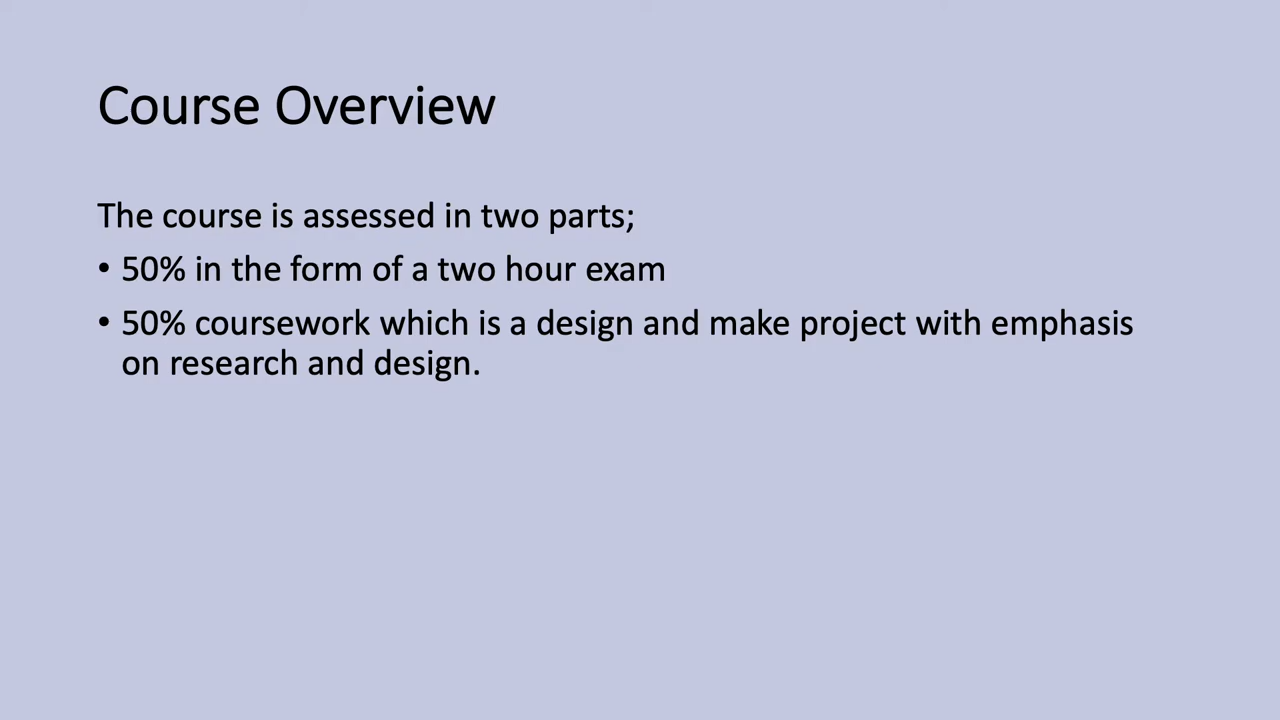 Course Overview
The course is assessed in two parts;
• 50% in the form of a two hour exam
• 50% coursework which is a design and make project with emphasis
on research and design.